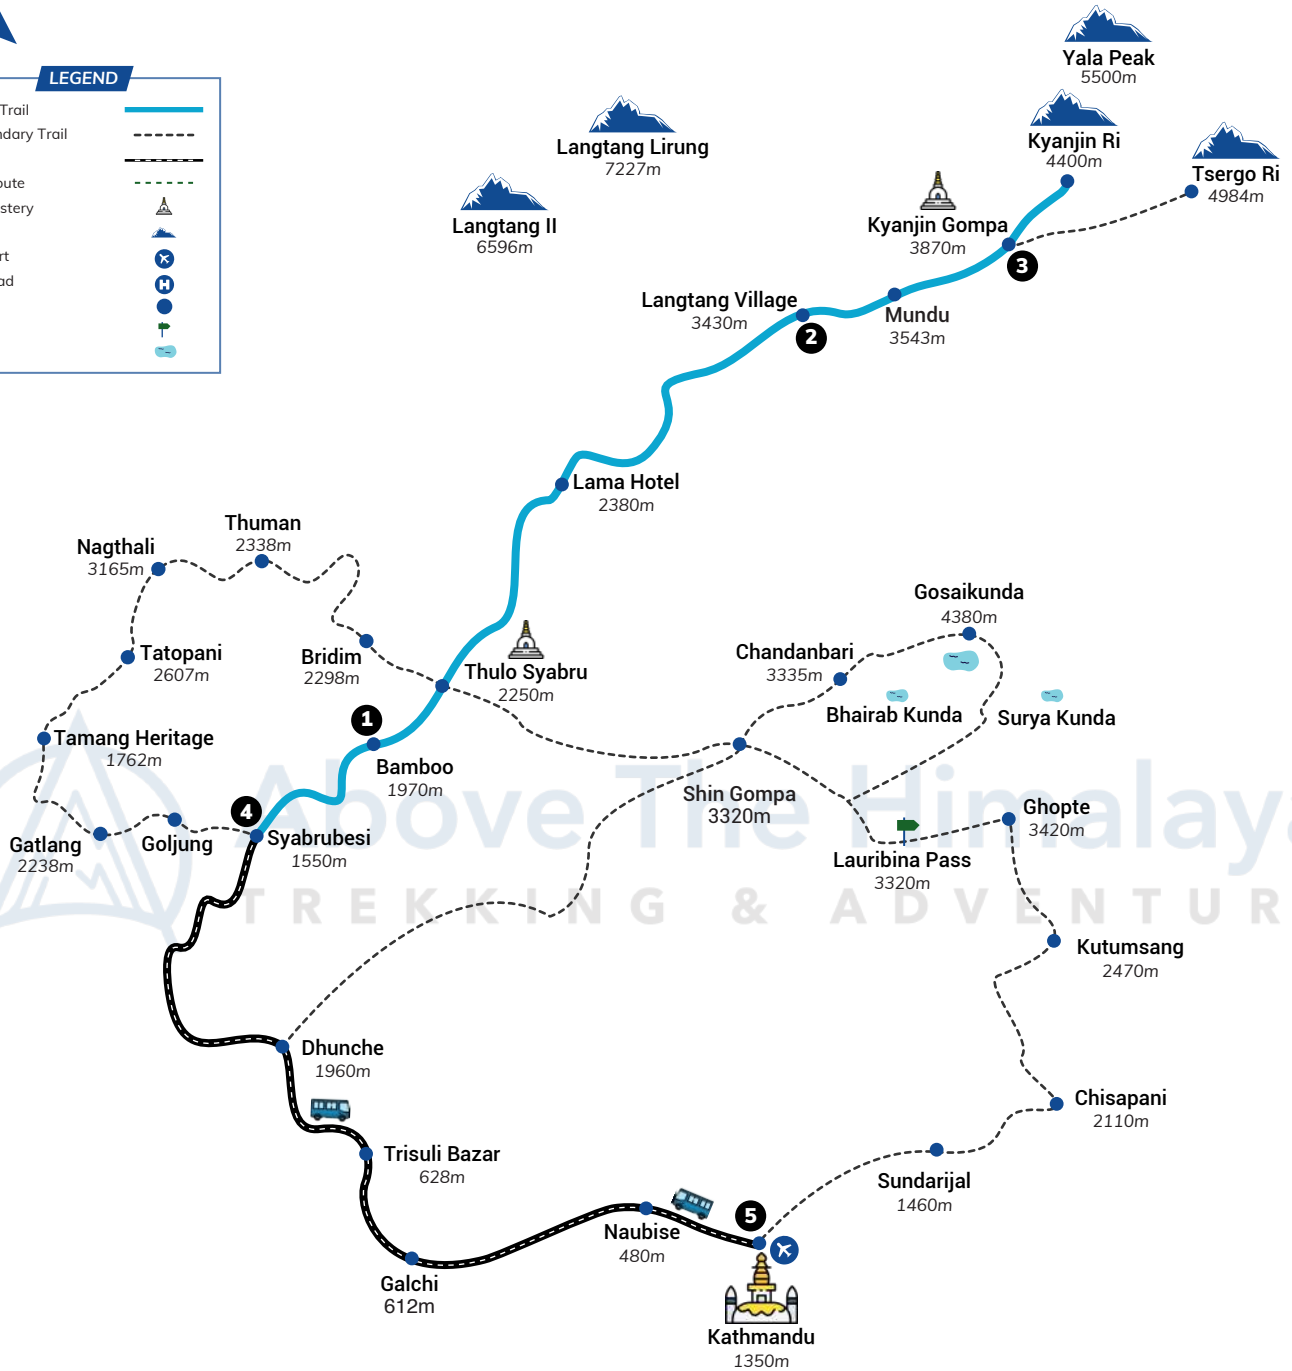 LEGEND
Trail
ndary Trail
oute
stery
rt
ad
H
Yala Peak
5500m
Kyanjin Ri
4400m
Tsergo Ri
4984m
Langtang Lirung
7227m
Langtang II
6596m
Kyanjin Gompa
3870m
3
Langtang Village
3430m
2
Mundu
3543m
Lama Hotel
2380m
Thuman
2338m
Nagthali
3165m
Tatopani
2607m
Bridim
2298m
Thulo Syabru
2250m
Gosaikunda
4380m
Chandanbari
3335m
Bhairab Kunda
Surya Kunda
Tamang Heritage
1762m
1
Bamboo
1970m
Shin Gompa
3320m
4
Syabrubesi
1550m
Gatlang
2238m
Goljung
Ghopte
3420m
Lauribina Pass
3320m
Above The Himalaya
TREKKING & ADVENTUR
Kutumsang
2470m
Dhunche
1960m
Chisapani
2110m
Trisuli Bazar
628m
Sundarijal
1460m
Naubise
480m
5
Galchi
612m
Kathmandu
1350m